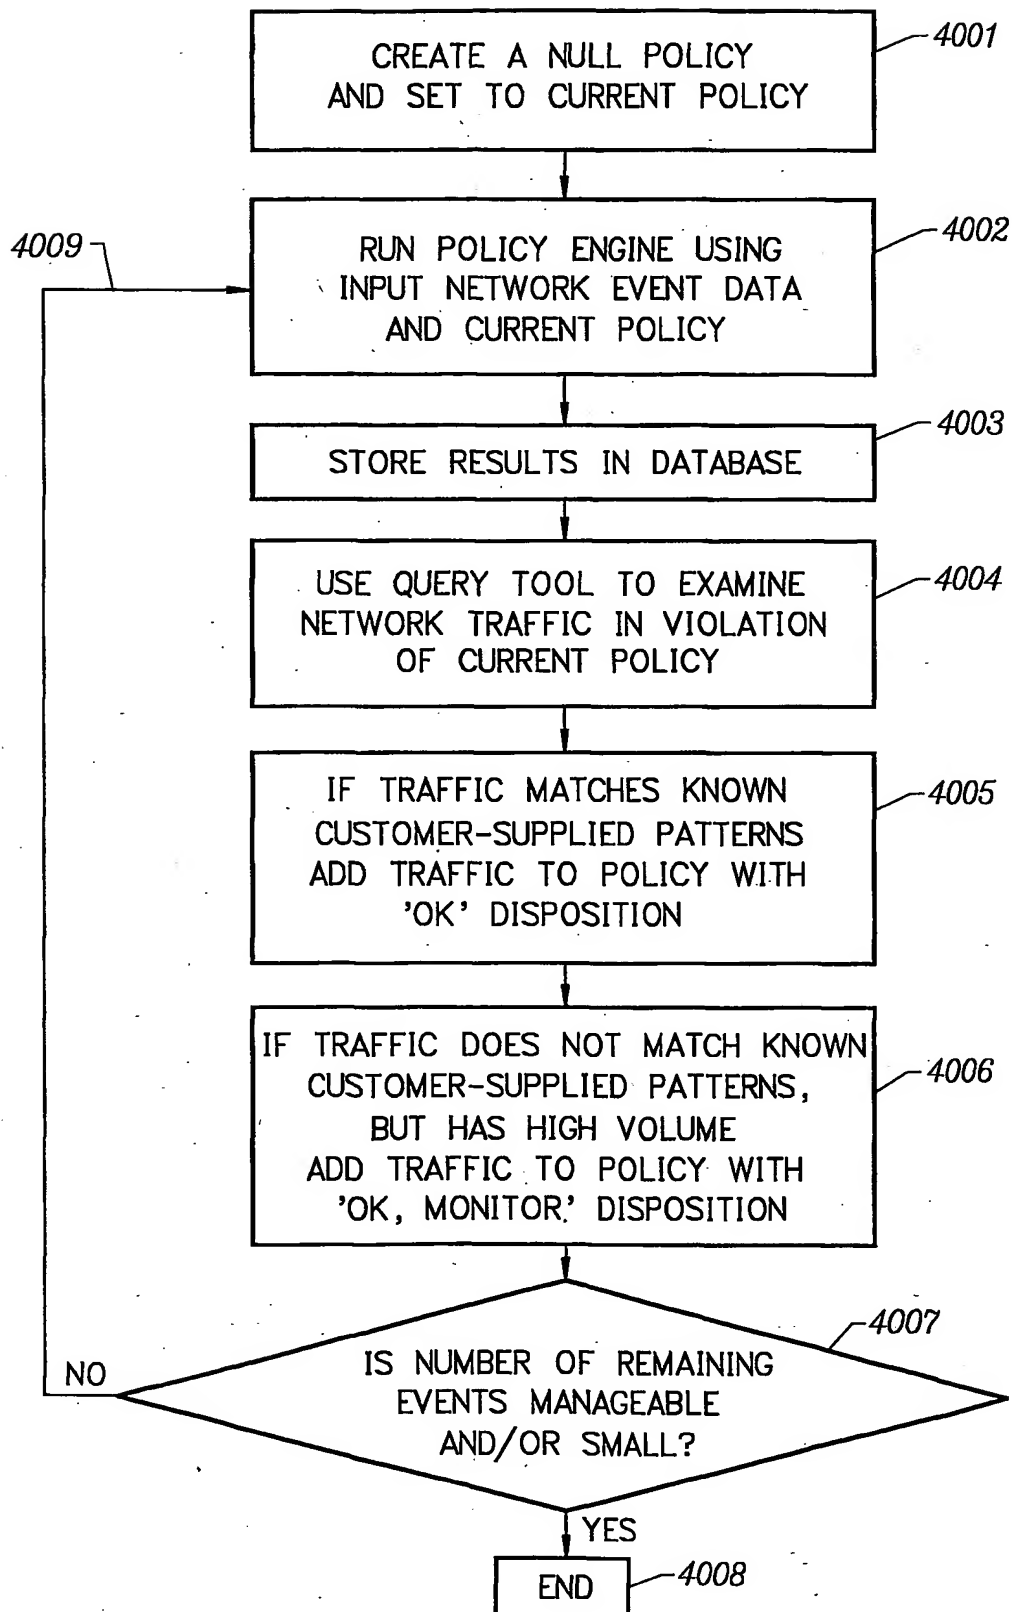 4001
CREATE A NULL POLICY
AND SET TO CURRENT POLICY
4002
4009
RUN POLICY ENGINE USING
INPUT NETWORK EVENT DATA
AND CURRENT POLICY
4003
STORE RESULTS IN DATABASE
4004
USE QUERY TOOL TO EXAMINE
NETWORK TRAFFIC IN VIOLATION
OF CURRENT POLICY
4005
IF TRAFFIC MATCHES KNOWN
CUSTOMER-SUPPLIED PATTERNS
ADD TRAFFIC TO POLICY WITH
'OK' DISPOSITION
4006
IF TRAFFIC DOES NOT MATCH KNOWN
CUSTOMER-SUPPLIED PATTERNS,
BUT HAS HIGH VOLUME
ADD TRAFFIC TO POLICY WITH
'OK, MONITOR' DISPOSITION
4007
IS NUMBER OF REMAINING
EVENTS MANAGEABLE
AND/OR SMALL?
NO
YES
END
4008